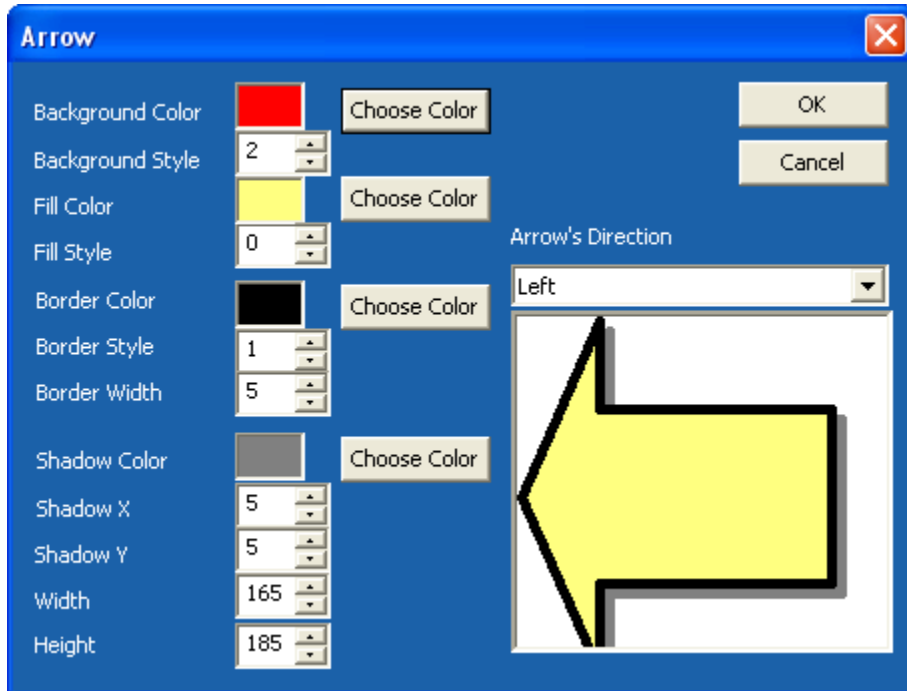 Arrow
Background Color
Choose Color
OK
Background Style
2
Cancel
Fill Color
Choose Color
Fill Style
0
Arrow's Direction
Left
Border Color
Choose Color
Border Style
1
Border Width
5
Shadow Color
Choose Color
Shadow X
5
Shadow Y
5
Width
165
Height
185